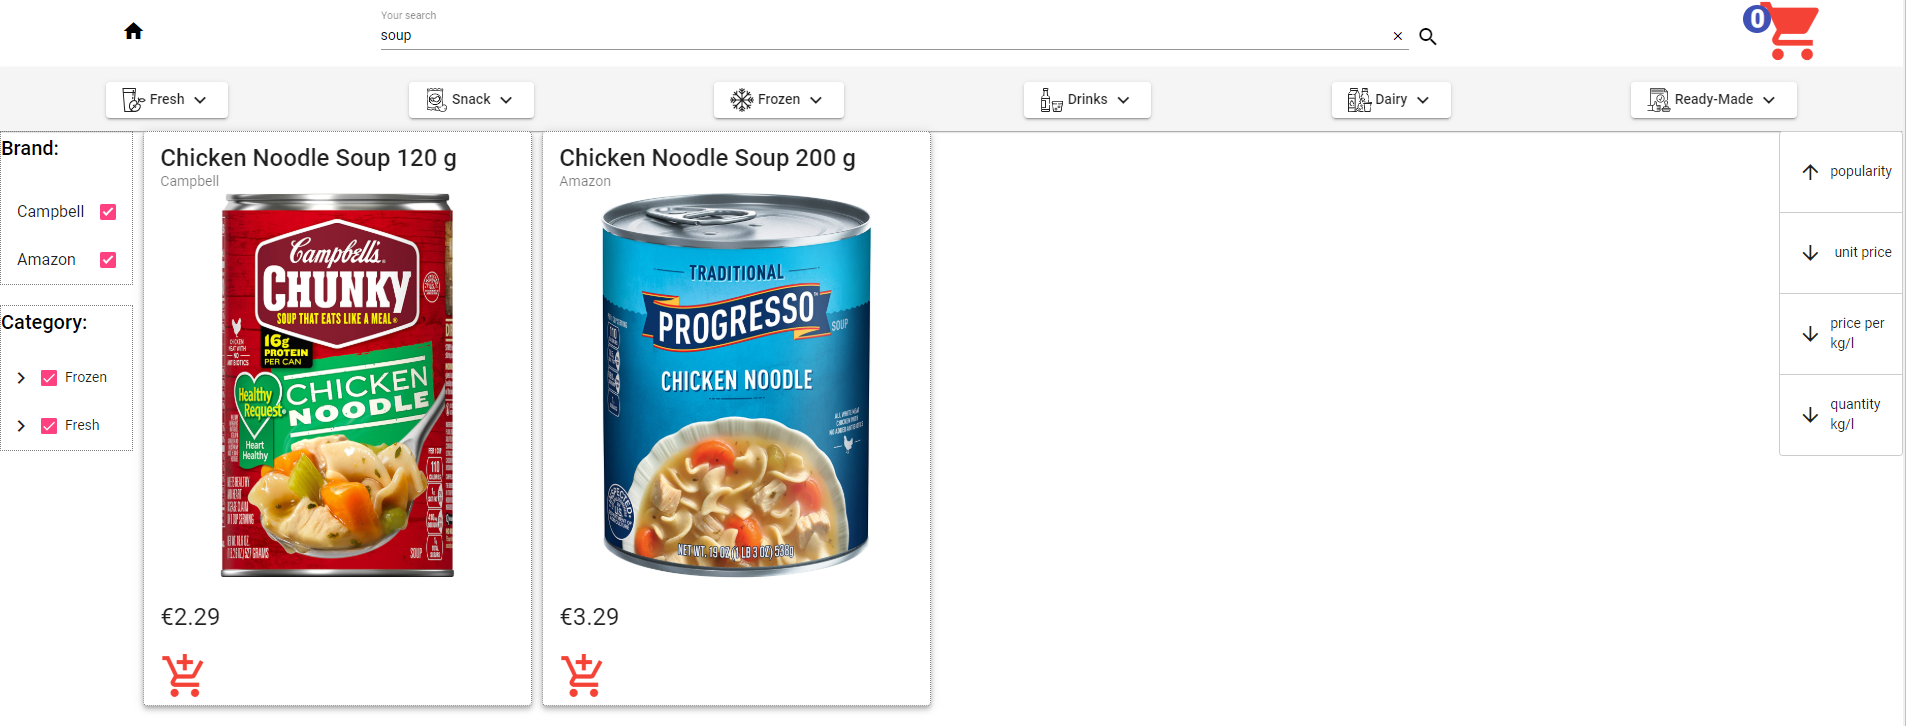 Your search
soup
0
Fresh
Snack
Frozen
Drinks
Dairy
Ready-Made
Brand:
Campbell
Amazon
Category:
Frozen
Fresh
Chicken Noodle Soup 120 g
Campbell
Campbell's
CHUNKY
SOUP THAT EATS LIKE A MEAL®
16g
PROTEIN
PER CAN
CHICKEN
NOODLE
Healthy
Request
Heart
Healthy
SOUP
€2.29
Chicken Noodle Soup 200 g
Amazon
TRADITIONAL
PROGRESSO
SOUP
CHICKEN NOODLE
NET WT. 19 OZ (1 LB 3 OZ) 538g
€3.29
popularity
unit price
price per
kg/l
quantity
kg/l